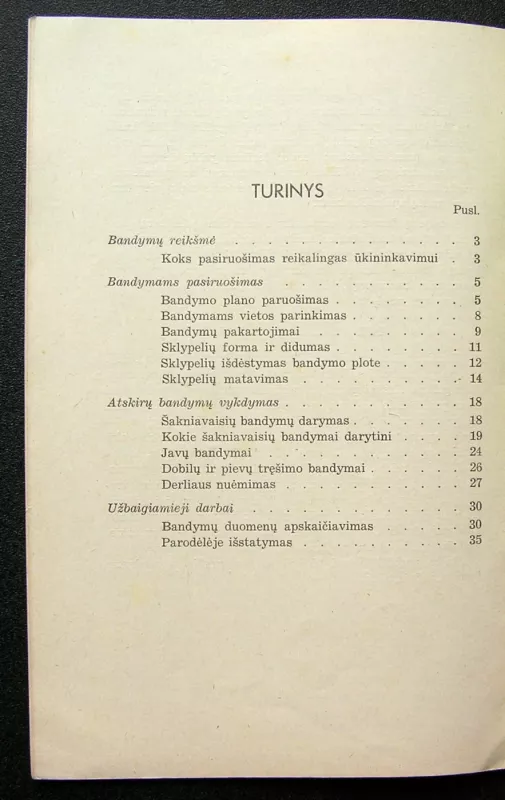 TURINYS
Pusl.
Bandymų reikšmė . . . . . . . . . . . . . . . 3
Koks pasiruošimas reikalingas ūkininkavimui . 3
Bandymams pasiruošimas . . . . . . . . . . . 5
Bandymo plano paruošimas . . . . . . . . 5
Bandymams vietos parinkimas . . . . . . . 8
Bandymų pakartojimai . . . . . . . . . 9
Sklypelių forma ir didumas . . . . . . . . 11
Sklypelių išdėstymas bandymo plote . . . . . 12
Sklypelių matavimas . . . . . . . . . . 14
Atskirų bandymų vykdymas . . . . . . . . . . . 18
Šakniavaisių bandymų darymas . . . . . . . 18
Kokie šakniavaisių bandymai darytini . . . . 19
Javų bandymai . . . . . . . . . . . . 24
Dobilų ir pievų tręšimo bandymai . . . . . . 26
Derliaus nuėmimas . . . . . . . . . . . 27
Užbaigiamieji darbai . . . . . . . . . . . . . 30
Bandymų duomenų apskaičiavimas . . . . . 30
Parodėlėje išstatymas . . . . . . . . . . 35